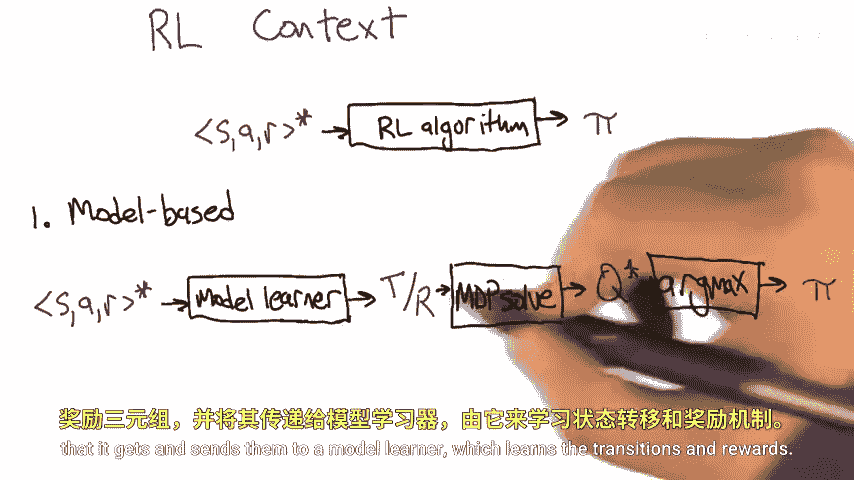 RL Context
<s,a,r>* → RL algorithm → π
1. Model-based
<s,a,r>* → model learner → T/R → MDP solve → Q* argmax → π
奖励三元组，并将其传递给模型学习器，由它来学习状态转移和奖励机制。
that it gets and sends them to a model learner, which learns the transitions and rewards.